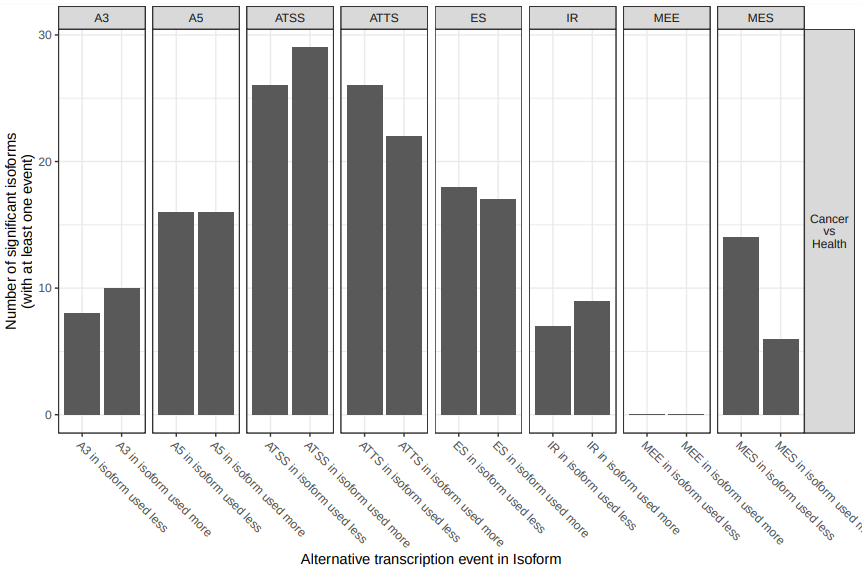 A3 A5 ATSS ATTS ES IR MEE MES
Number of significant isoforms
(with at least one event)
30
20
10
0
Cancer
vs
Health
A3 in isoform used less
A3 in isoform used more
A5 in isoform used less
A5 in isoform used more
ATSS in isoform used less
ATSS in isoform used more
ATTS in isoform used less
ATTS in isoform used more
ES in isoform used less
ES in isoform used more
IR in isoform used less
IR in isoform used more
MEE in isoform used less
MEE in isoform used more
MES in isoform used less
MES in isoform used
Alternative transcription event in Isoform